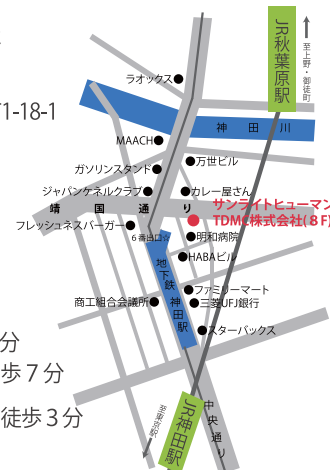 JR秋葉原駅
至上野・御徒町
ラオックス
1-18-1
神田川
MAACH
万世ビル
ガソリンスタンド
ジャパンケネルクラブ
カレー屋さん
靖国通り
サンライトヒューマン
TDMC株式会社(8F)
フレッシュネスバーガー
6番出口☆
明和病院
HABAビル
地下鉄神田駅
ファミリーマート
商工組合会議所
三菱UFJ銀行
スターバックス
分
歩7分
徒歩3分
至東京駅
JR神田駅
中央通り